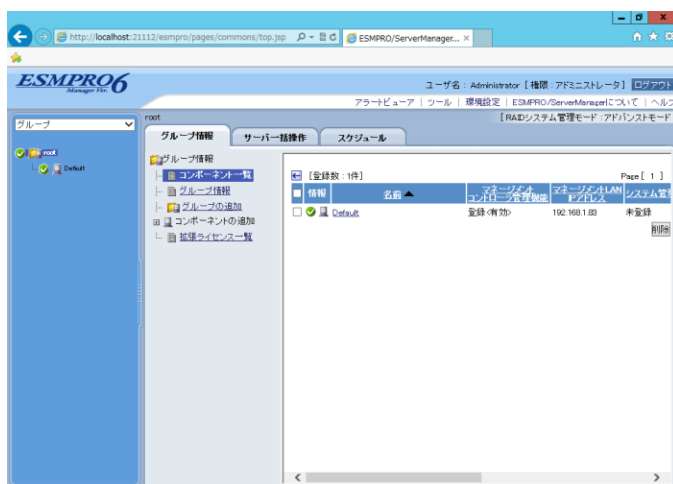 http://localhost:21112/esmpro/pages/commons/top.jsp
ESMPRO/ServerManager...
ESMPRO6
Manager Ver.
ユーザ名 : Administrator [ 権限 : アドミニストレータ ] ログアウト
アラートビューア | ツール | 環境設定 | ESMPRO/ServerManagerについて | ヘルプ
グループ
root
[ RAIDシステム管理モード : アドバンストモード
root
Default
グループ情報
サーバ一括操作
スケジュール
グループ情報
コンポーネント一覧
グループ情報
グループの追加
コンポーネントの追加
拡張ライセンス一覧
[登録数 : 1件]
Page [ 1 ]
情報
名前▲
マネージメント
コントローラ管理機能
マネージメントLAN
IPアドレス
システム管理
Default
登録<有効>
192.168.1.83
未登録
削除